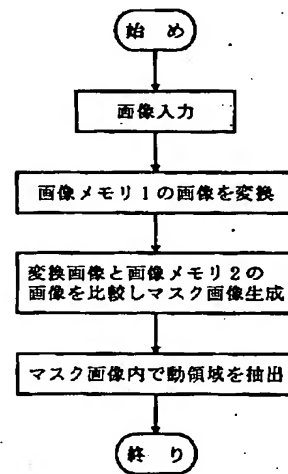 始 め
画像入力
画像メモリ1の画像を変換
変換画像と画像メモリ2の
画像を比較しマスク画像生成
マスク画像内で動領域を抽出
終 り